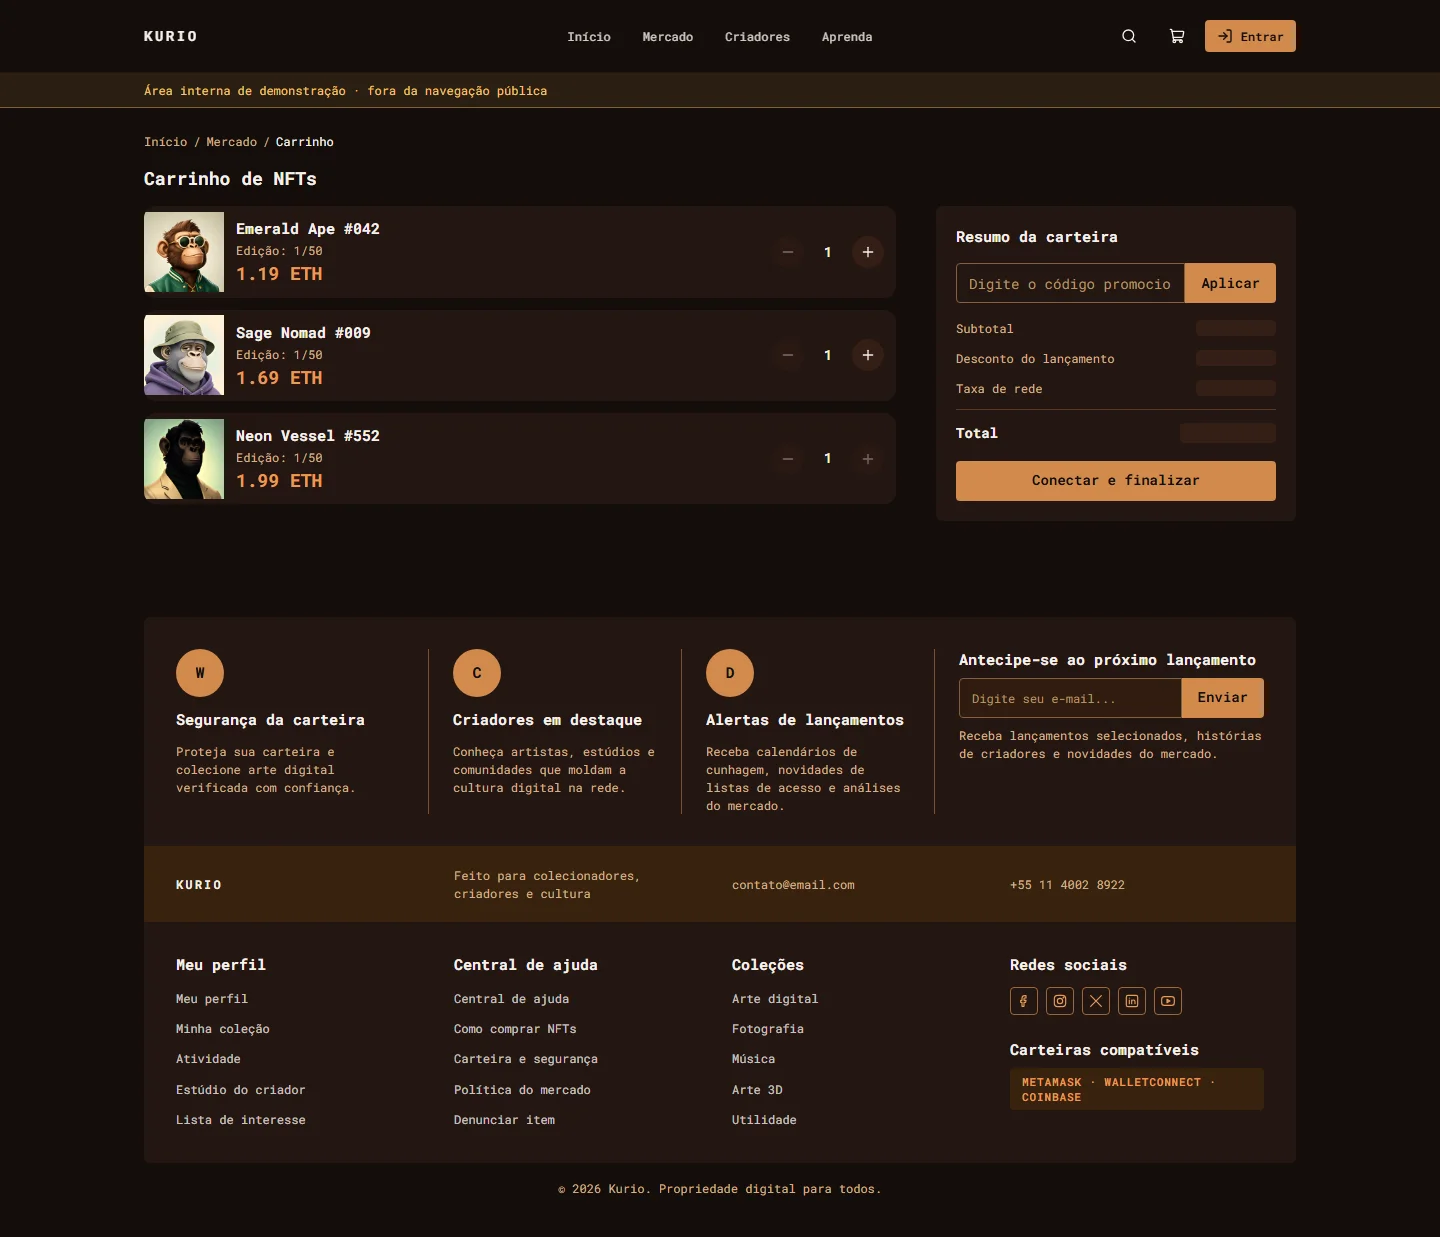 KURIO
Início Mercado Criadores Aprenda
Entrar
Área interna de demonstração · fora da navegação pública
Início / Mercado / Carrinho
Carrinho de NFTs
Emerald Ape #042
Edição: 1/50
1.19 ETH
1
Sage Nomad #009
Edição: 1/50
1.69 ETH
1
Neon Vessel #552
Edição: 1/50
1.99 ETH
1
Resumo da carteira
Digite o código promocio
Aplicar
Subtotal
Desconto do lançamento
Taxa de rede
Total
Conectar e finalizar
W
Segurança da carteira
Proteja sua carteira e
colecione arte digital
verificada com confiança.
C
Criadores em destaque
Conheça artistas, estúdios e
comunidades que moldam a
cultura digital na rede.
D
Alertas de lançamentos
Receba calendários de
cunhagem, novidades de
listas de acesso e análises
do mercado.
Antecipe-se ao próximo lançamento
Digite seu e-mail...
Enviar
Receba lançamentos selecionados, histórias
de criadores e novidades do mercado.
KURIO
Feito para colecionadores,
criadores e cultura
contato@email.com
+55 11 4002 8922
Meu perfil
Meu perfil
Minha coleção
Atividade
Estúdio do criador
Lista de interesse
Central de ajuda
Central de ajuda
Como comprar NFTs
Carteira e segurança
Política do mercado
Denunciar item
Coleções
Arte digital
Fotografia
Música
Arte 3D
Utilidade
Redes sociais
Carteiras compatíveis
METAMASK · WALLETCONNECT ·
COINBASE
© 2026 Kurio. Propriedade digital para todos.